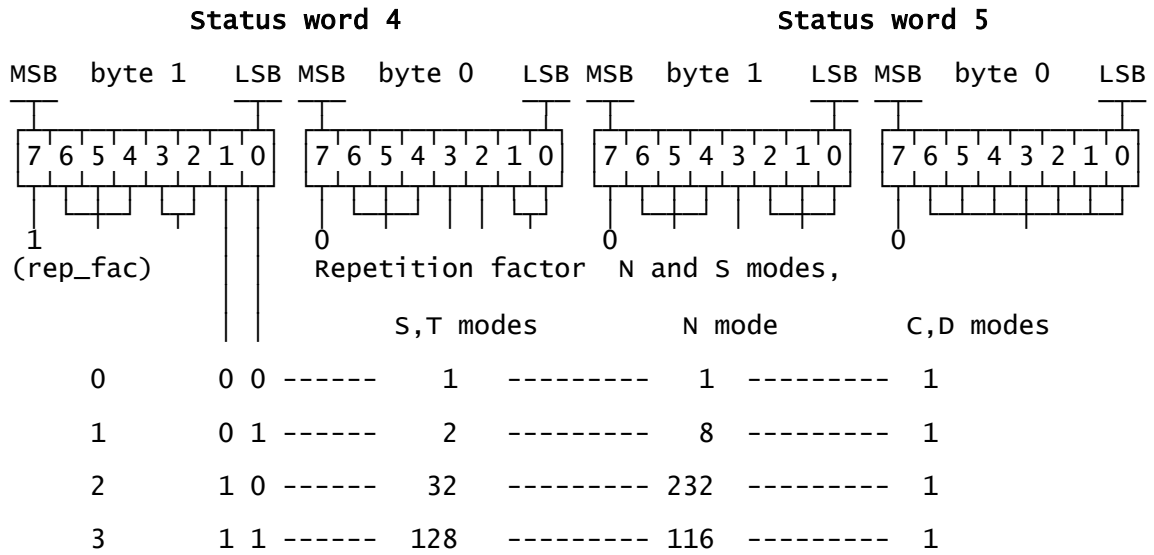 Status word 4 Status word 5
MSB byte 1 LSB MSB byte 0 LSB MSB byte 1 LSB MSB byte 0 LSB
7 6 5 4 3 2 1 0 7 6 5 4 3 2 1 0 7 6 5 4 3 2 1 0 7 6 5 4 3 2 1 0
1 0 0 0
(rep_fac) Repetition factor N and S modes,
S,T modes N mode C,D modes
0 0 0 ------ 1 --------- 1 --------- 1
1 0 1 ------ 2 --------- 8 --------- 1
2 1 0 ------ 32 --------- 232 --------- 1
3 1 1 ------ 128 --------- 116 --------- 1